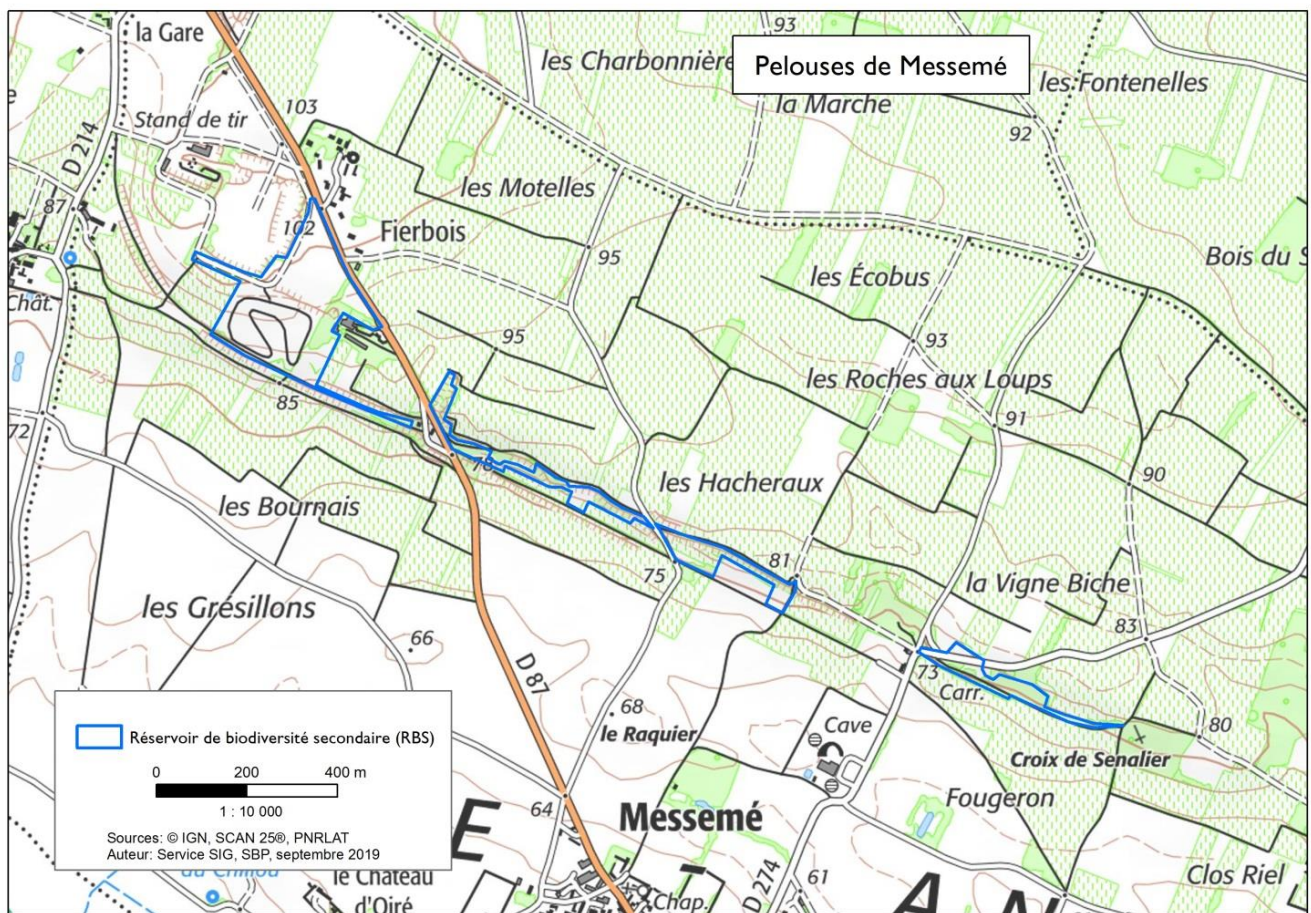 la Gare
93
les Charbonnière
Pelouses de Messemé
les Fontenelles
la Marche
Stand de tir
103
92
D 214
les Motelles
87
102
Fierbois
95
Bois du S
les Écobus
Chât.
95
93
75
les Roches aux Loups
85
91
72
78
90
les Hacheraux
les Bournais
81
75
la Vigne Biche
les Grésillons
83
66
D 87
73
Carr.
68
le Raquier
Cave
80
Croix de Senalier
Réservoir de biodiversité secondaire (RBS)
0 200 400 m
1 : 10 000
Fougeron
64
Messemé
Sources: © IGN, SCAN 25®, PNRLAT
Auteur: Service SIG, SBP, septembre 2019
E
le Château
d'Oiré
Chap.
D 274
61
A
Clos Riel